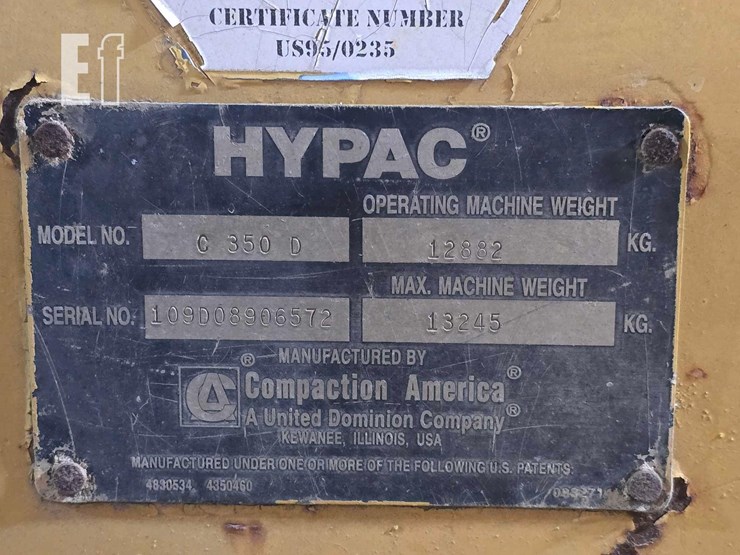 CERTIFICATE NUMBER
US95/0235
Ef
HYPAC®
OPERATING MACHINE WEIGHT
MODEL NO. C 350 D 12882 KG.
MAX. MACHINE WEIGHT
SERIAL NO. 109D08906572 13245 KG.
MANUFACTURED BY
CA® Compaction America®
A United Dominion Company®
KEWANEE, ILLINOIS, USA
MANUFACTURED UNDER ONE OR MORE OF THE FOLLOWING U.S. PATENTS:
4830534 4350460